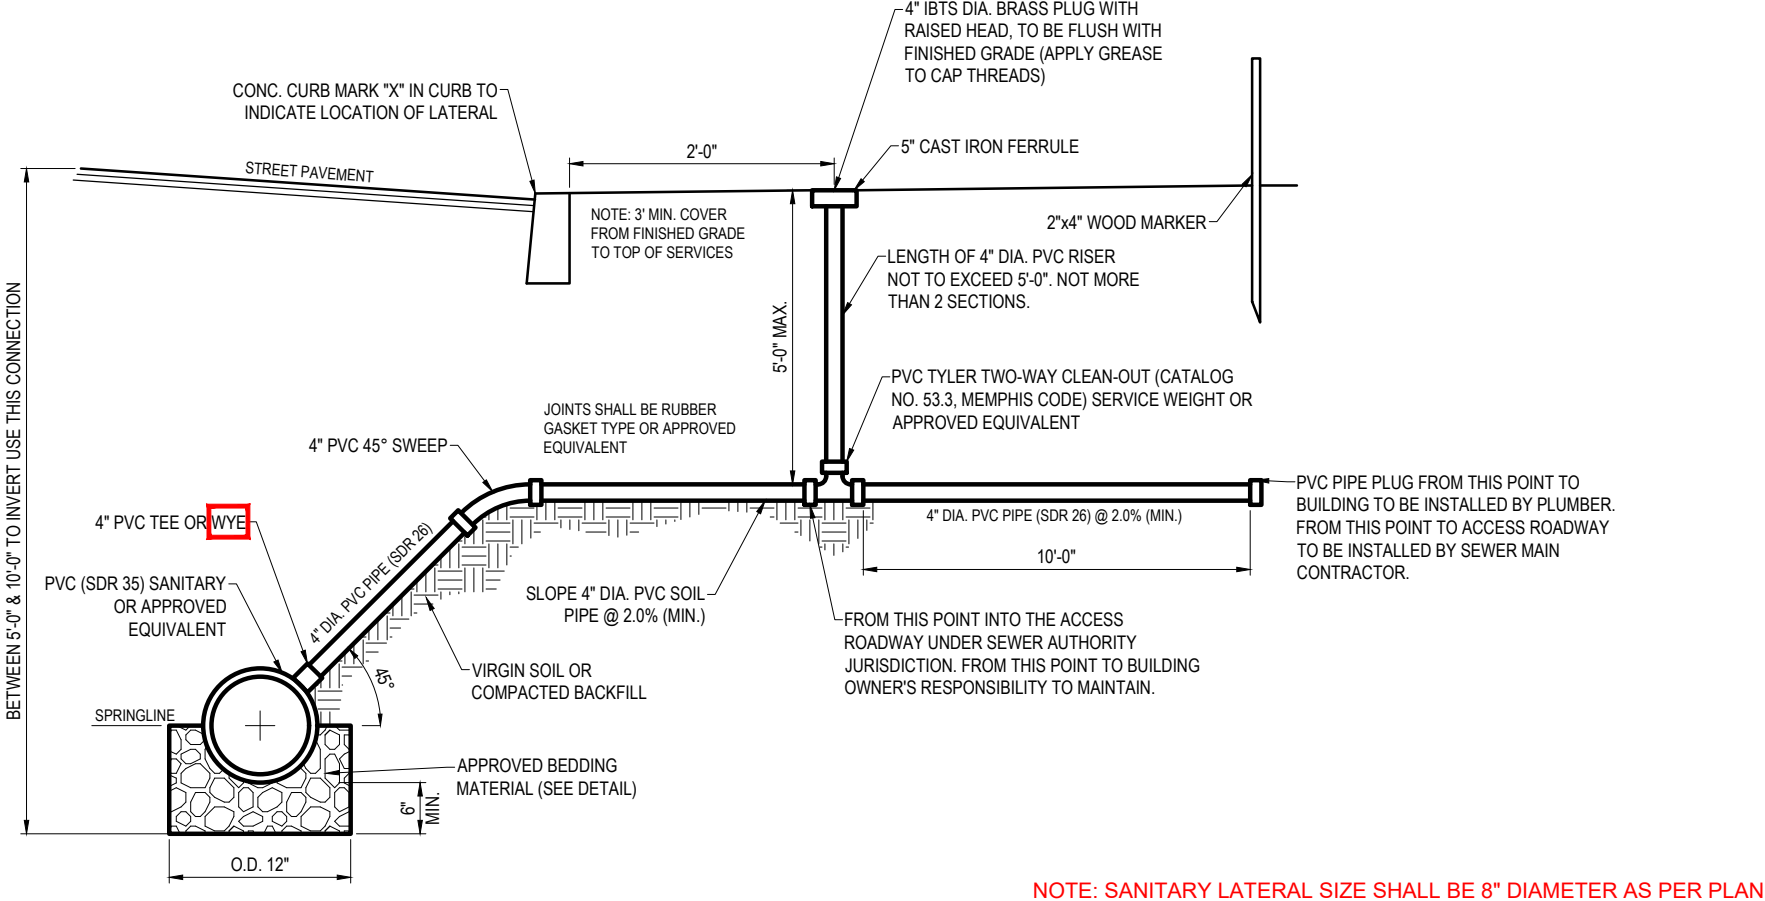 4" IBTS DIA. BRASS PLUG WITH
RAISED HEAD, TO BE FLUSH WITH
FINISHED GRADE (APPLY GREASE
TO CAP THREADS)
CONC. CURB MARK "X" IN CURB TO
INDICATE LOCATION OF LATERAL
2'-0"
5" CAST IRON FERRULE
STREET PAVEMENT
NOTE: 3' MIN. COVER
FROM FINISHED GRADE
TO TOP OF SERVICES
2"x4" WOOD MARKER
LENGTH OF 4" DIA. PVC RISER
NOT TO EXCEED 5'-0". NOT MORE
THAN 2 SECTIONS.
5'-0" MAX.
BETWEEN 5'-0" & 10'-0" TO INVERT USE THIS CONNECTION
PVC TYLER TWO-WAY CLEAN-OUT (CATALOG
NO. 53.3, MEMPHIS CODE) SERVICE WEIGHT OR
APPROVED EQUIVALENT
JOINTS SHALL BE RUBBER
GASKET TYPE OR APPROVED
EQUIVALENT
4" PVC 45° SWEEP
PVC PIPE PLUG FROM THIS POINT TO
BUILDING TO BE INSTALLED BY PLUMBER.
FROM THIS POINT TO ACCESS ROADWAY
TO BE INSTALLED BY SEWER MAIN
CONTRACTOR.
4" PVC TEE OR WYE
4" DIA. PVC PIPE (SDR 26)
4" DIA. PVC PIPE (SDR 26) @ 2.0% (MIN.)
10'-0"
PVC (SDR 35) SANITARY
OR APPROVED
EQUIVALENT
SLOPE 4" DIA. PVC SOIL
PIPE @ 2.0% (MIN.)
FROM THIS POINT INTO THE ACCESS
ROADWAY UNDER SEWER AUTHORITY
JURISDICTION. FROM THIS POINT TO BUILDING
OWNER'S RESPONSIBILITY TO MAINTAIN.
VIRGIN SOIL OR
COMPACTED BACKFILL
45°
SPRINGLINE
APPROVED BEDDING
MATERIAL (SEE DETAIL)
6"
MIN.
O.D. 12"
NOTE: SANITARY LATERAL SIZE SHALL BE 8" DIAMETER AS PER PLAN